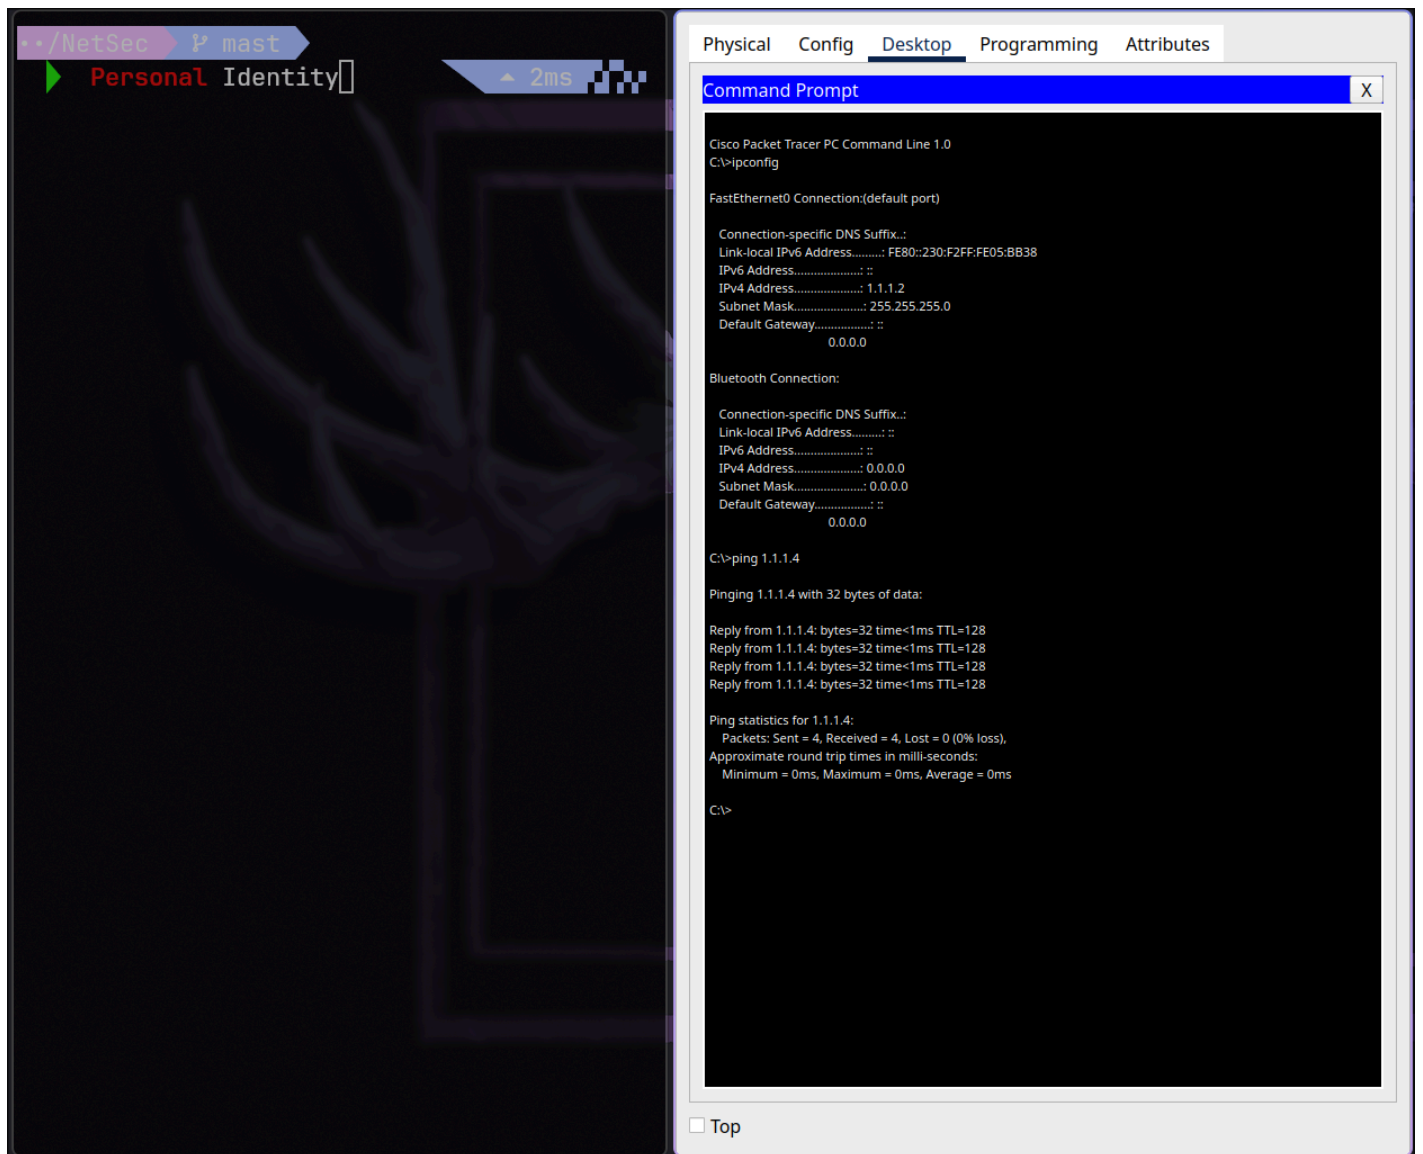 ··/NetSec mast
Personal Identity
2ms
Physical Config Desktop Programming Attributes
Command Prompt X
Cisco Packet Tracer PC Command Line 1.0
C:\>ipconfig
FastEthernet0 Connection:(default port)
Connection-specific DNS Suffix..:
Link-local IPv6 Address.........: FE80::230:F2FF:FE05:BB38
IPv6 Address....................: ::
IPv4 Address....................: 1.1.1.2
Subnet Mask.....................: 255.255.255.0
Default Gateway.................: ::
0.0.0.0
Bluetooth Connection:
Connection-specific DNS Suffix..:
Link-local IPv6 Address.........: ::
IPv6 Address....................: ::
IPv4 Address....................: 0.0.0.0
Subnet Mask.....................: 0.0.0.0
Default Gateway.................: ::
0.0.0.0
C:\>ping 1.1.1.4
Pinging 1.1.1.4 with 32 bytes of data:
Reply from 1.1.1.4: bytes=32 time<1ms TTL=128
Reply from 1.1.1.4: bytes=32 time<1ms TTL=128
Reply from 1.1.1.4: bytes=32 time<1ms TTL=128
Reply from 1.1.1.4: bytes=32 time<1ms TTL=128
Ping statistics for 1.1.1.4:
Packets: Sent = 4, Received = 4, Lost = 0 (0% loss),
Approximate round trip times in milli-seconds:
Minimum = 0ms, Maximum = 0ms, Average = 0ms
C:\>
Top